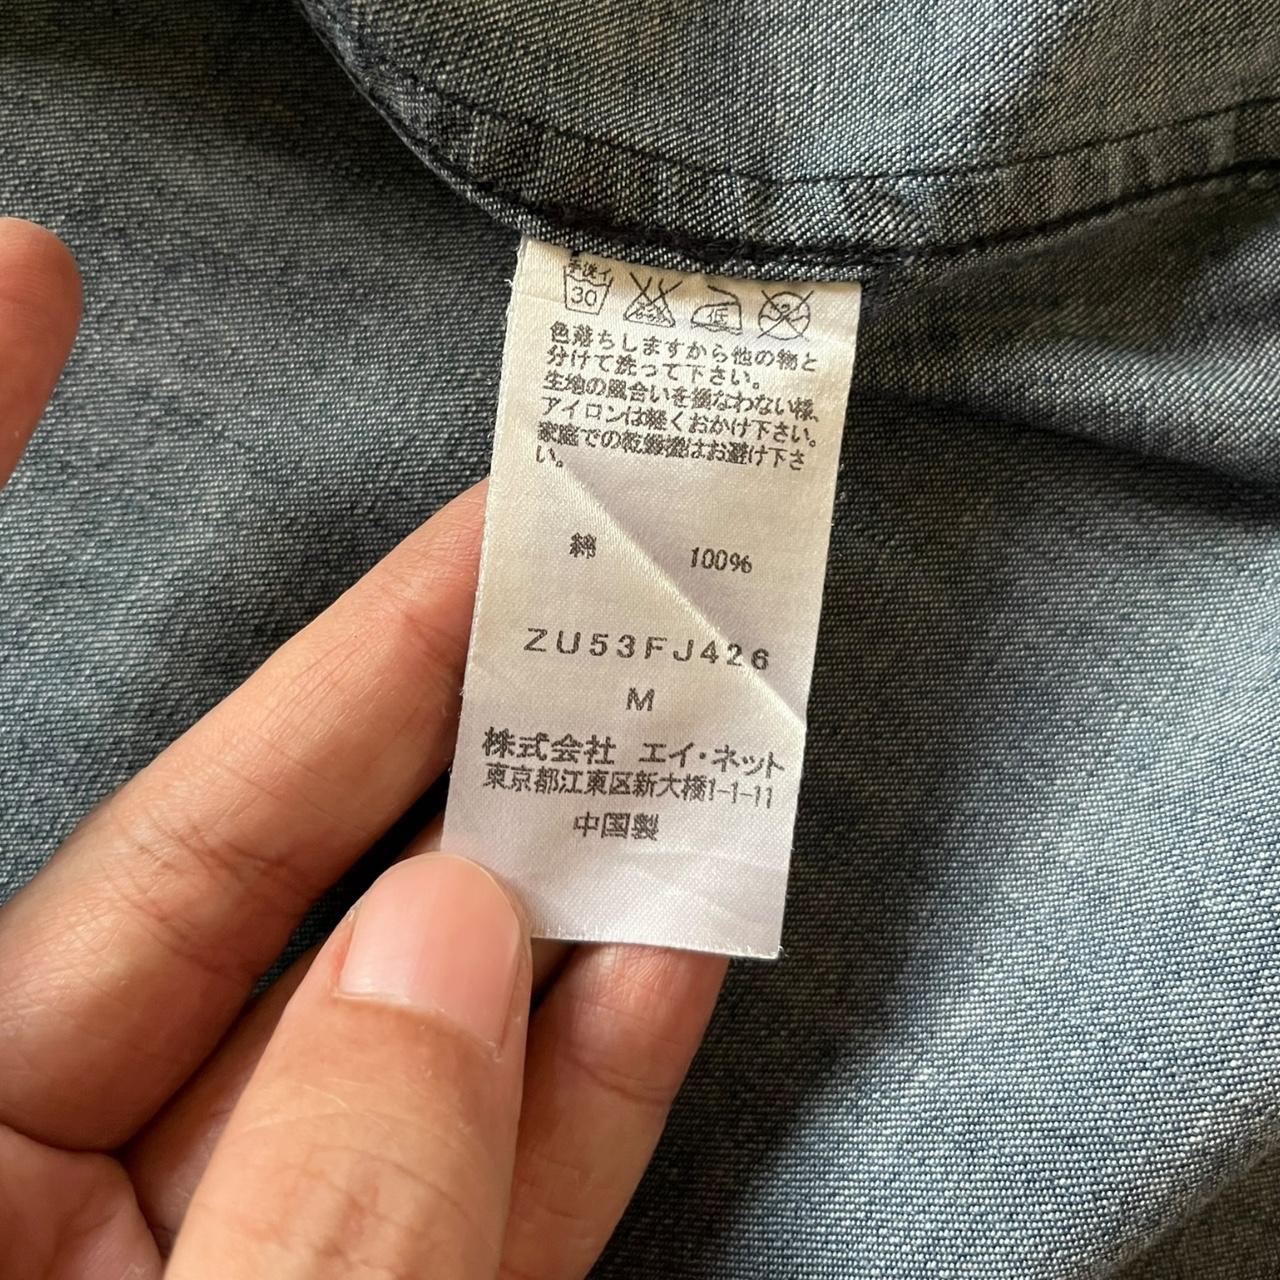 手洗イ
30
低
色落ちしますから他の物と
分けて洗って下さい。
生地の風合いを損なわない様、
アイロンは軽くおかけ下さい。
家庭での乾燥機はお避け下さ
い。
綿 100%
ZU53FJ426
M
株式会社 エイ・ネット
東京都江東区新大橋1-1-11
中国製